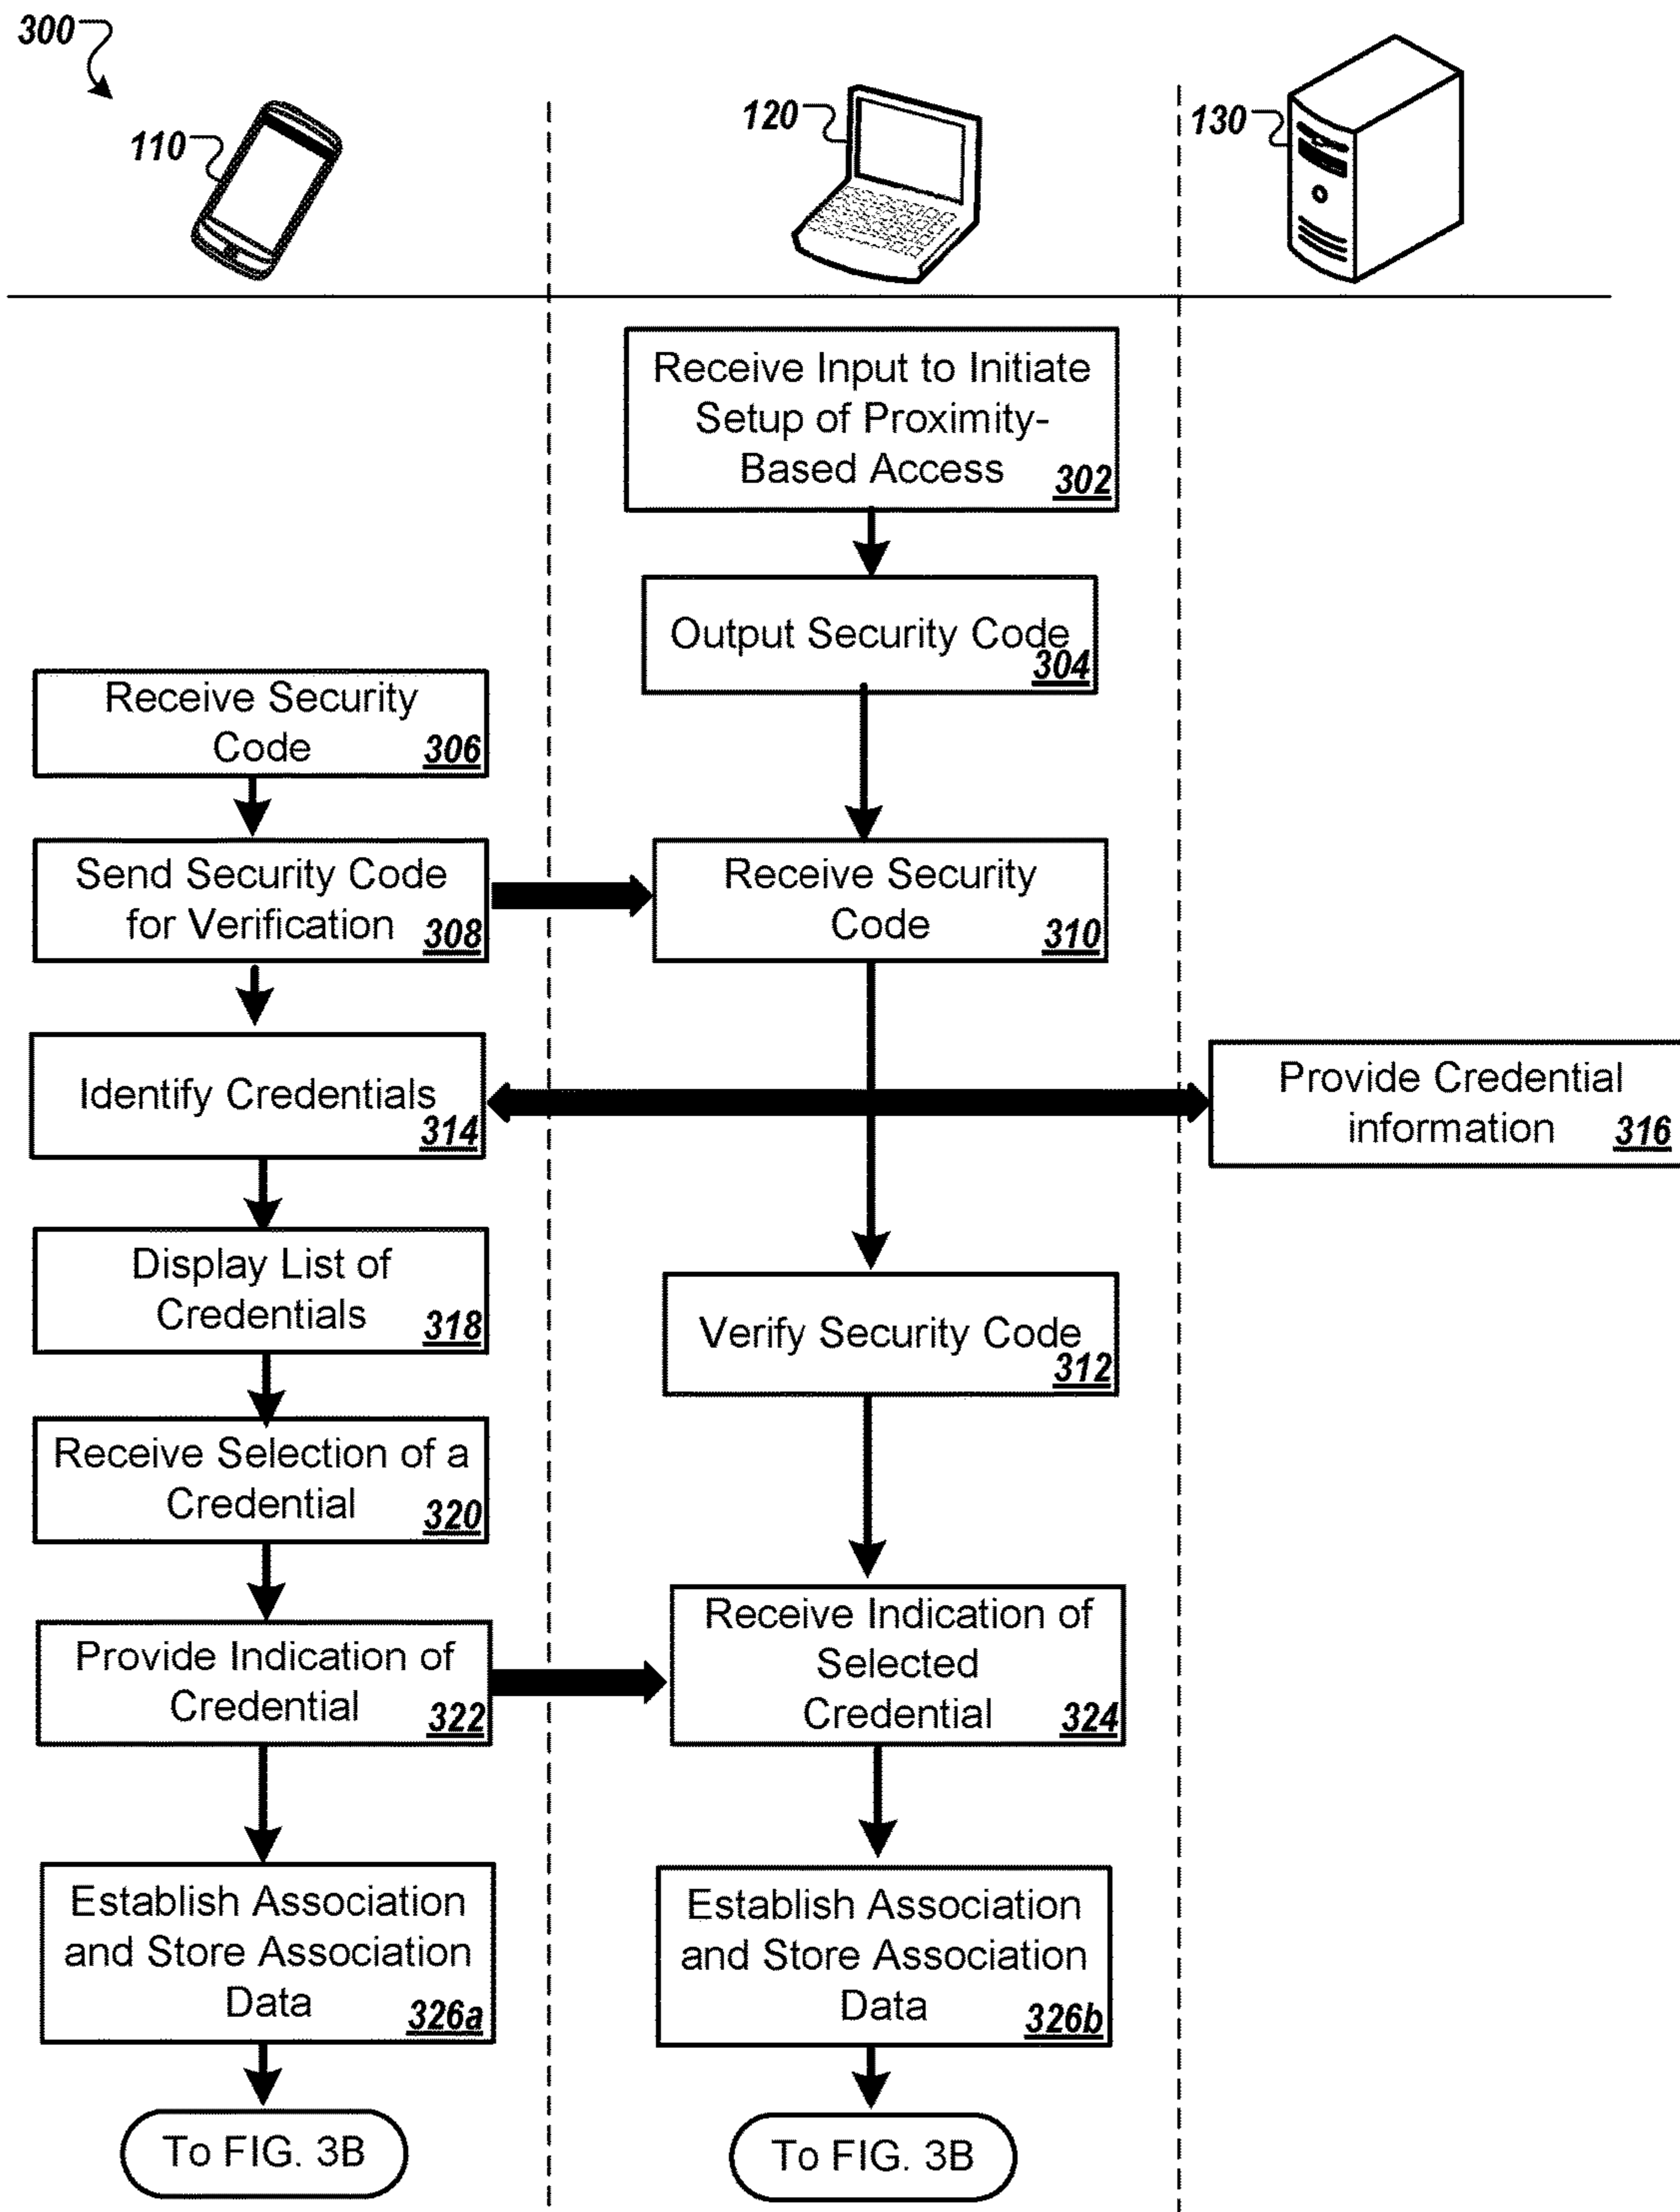 300
110
120
130
Receive Input to Initiate
Setup of Proximity-
Based Access
302
Output Security Code
304
Receive Security
Code
306
Send Security Code
for Verification
308
Receive Security
Code
310
Identify Credentials
314
Provide Credential
information
316
Display List of
Credentials
318
Verify Security Code
312
Receive Selection of a
Credential
320
Provide Indication of
Credential
322
Receive Indication of
Selected
Credential
324
Establish Association
and Store Association
Data
326a
Establish Association
and Store Association
Data
326b
To FIG. 3B
To FIG. 3B